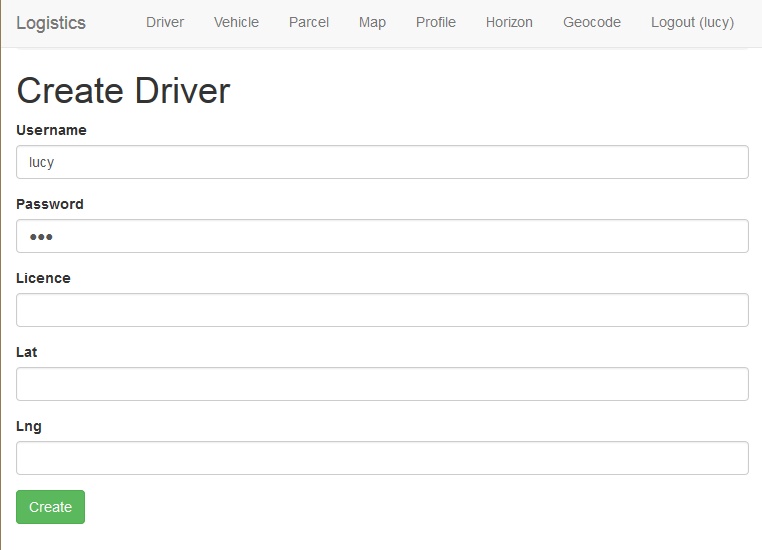 Logistics Driver Vehicle Parcel Map Profile Horizon Geocode Logout (lucy)
Create Driver
Username
lucy
Password
●●●
Licence
Lat
Lng
Create